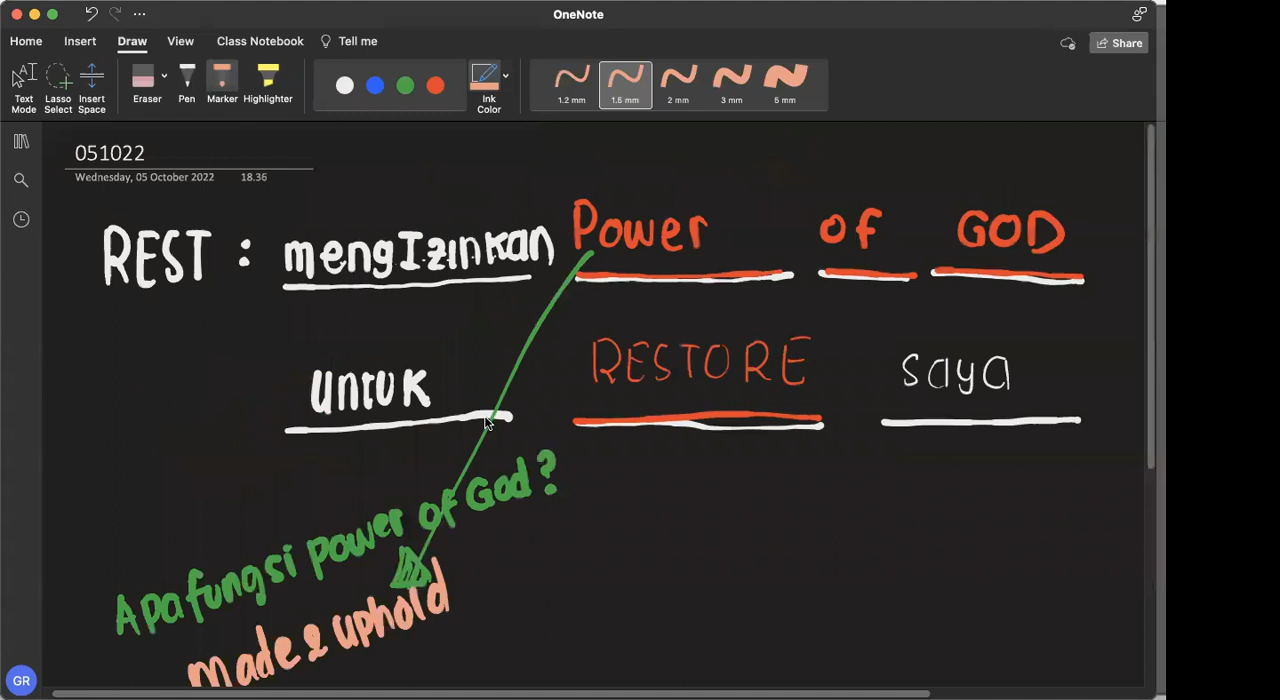 OneNote
Home Insert Draw View Class Notebook Tell me
Share
Text Mode
Lasso Select
Insert Space
Eraser
Pen
Marker
Highlighter
Ink Color
1.2 mm
1.5 mm
2 mm
3 mm
5 mm
051022
Wednesday, 05 October 2022 18.36
REST : mengIzinkan Power of GOD
untuk RESTORE saya
Apa fungsi power of God?
Made & uphold
GR